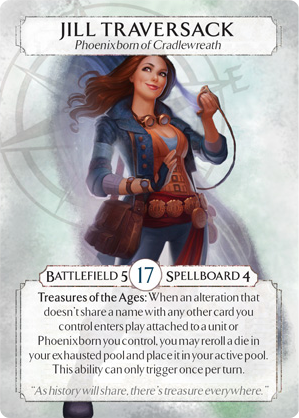 JILL TRAVERSACK
Phoenixborn of Cradlewreath
BATTLEFIELD 5 17 SPELLBOARD 4
Treasures of the Ages: When an alteration that
doesn't share a name with any other card you
control enters play attached to a unit or
Phoenixborn you control, you may reroll a die in
your exhausted pool and place it in your active pool.
This ability can only trigger once per turn.
"As history will share, there's treasure everywhere."